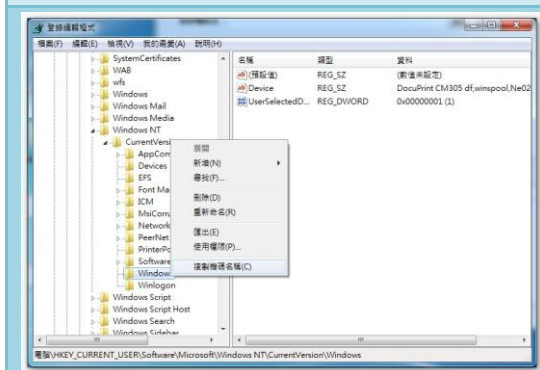 登錄編輯程式
檔案(F) 編輯(E) 檢視(V) 我的最愛(A) 說明(H)
SystemCertificates
WAB
wfs
Windows
Windows Mail
Windows Media
Windows NT
CurrentVersi
AppCom
Devices
EFS
Font Ma
ICM
MsiCom
Network
PeerNet
PrinterPo
Software
Window
Winlogon
Windows Script
Windows Script Host
Windows Search
Windows Sidebar
展開
新增(N)
尋找(F)...
刪除(D)
重新命名(R)
匯出(E)
使用權限(P)...
複製機碼名稱(C)
名稱 類型 資料
(預設值) REG_SZ (數值未設定)
Device REG_SZ DocuPrint CM305 df,winspool,Ne02
UserSelectedD... REG_DWORD 0x00000001 (1)
電腦\HKEY_CURRENT_USER\Software\Microsoft\Windows NT\CurrentVersion\Windows